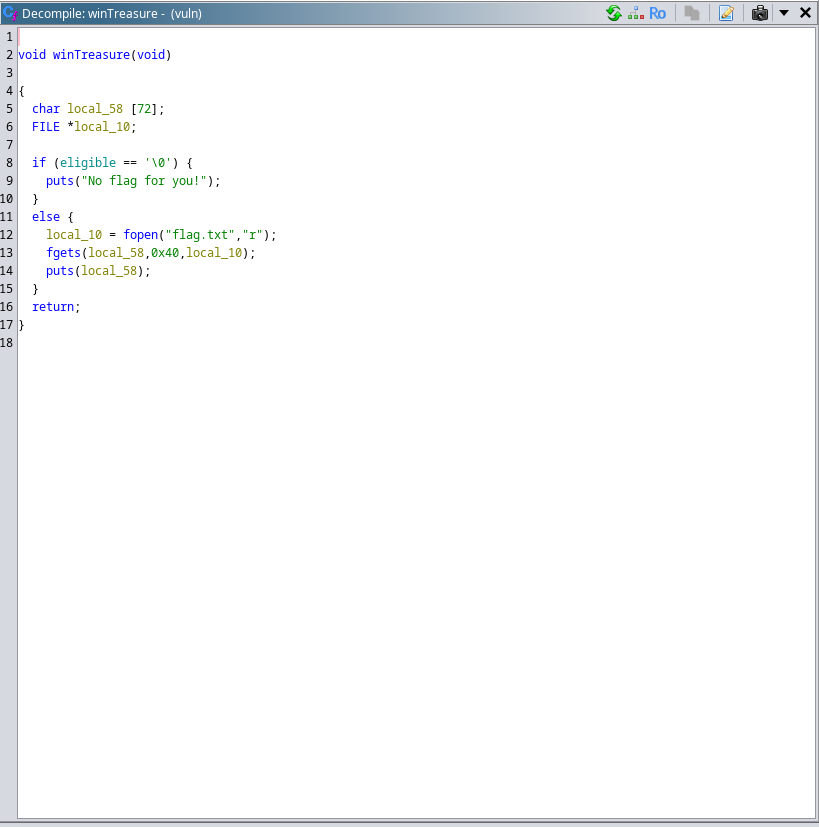 Decompile: winTreasure - (vuln)
Ro
1
2 void winTreasure(void)
3
4 {
5   char local_58 [72];
6   FILE *local_10;
7
8   if (eligible == '\0') {
9     puts("No flag for you!");
10   }
11   else {
12     local_10 = fopen("flag.txt","r");
13     fgets(local_58,0x40,local_10);
14     puts(local_58);
15   }
16   return;
17 }
18